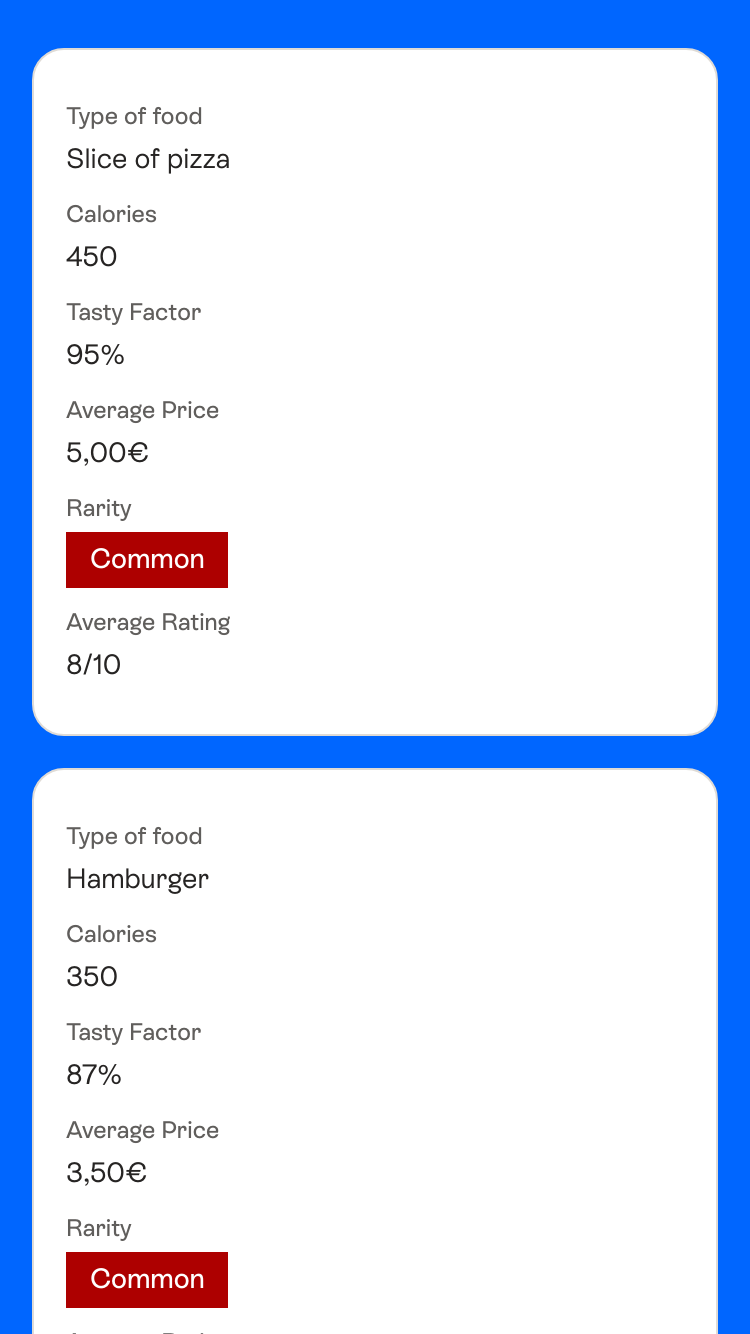 Type of food
Slice of pizza
Calories
450
Tasty Factor
95%
Average Price
5,00€
Rarity
Common
Average Rating
8/10
Type of food
Hamburger
Calories
350
Tasty Factor
87%
Average Price
3,50€
Rarity
Common